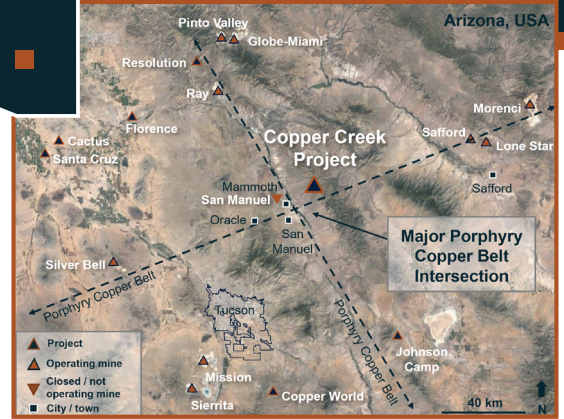 Arizona, USA
Pinto Valley
Globe-Miami
Resolution
Ray
Morenci
Florence
Cactus
Santa Cruz
Safford
Lone Star
Copper Creek
Project
Mammoth
San Manuel
Safford
Oracle
San
Manuel
Major Porphyry
Copper Belt
Intersection
Silver Bell
Porphyry Copper Belt
Tucson
Porphyry Copper Belt
Project
Operating mine
Closed / not
operating mine
City / town
Mission
Sierrita
Copper World
Johnson
Camp
40 km
N